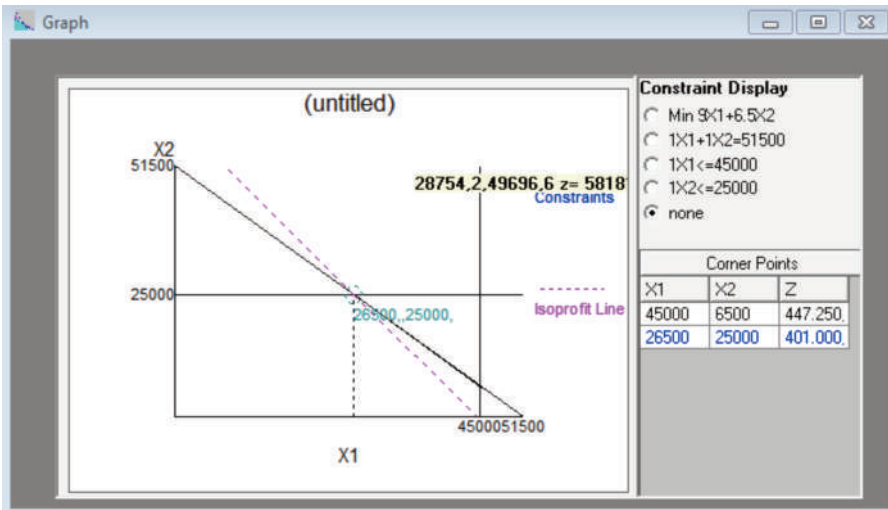 Graph
(untitled)
X2
51500
28754,2,49696,6 z= 5818
Constraints
25000
Isoprofit Line
26500,,25000,
4500051500
X1
Constraint Display
Min 9X1+6.5X2
1X1+1X2=51500
1X1<=45000
1X2<=25000
none
Corner Points
X1 X2 Z
45000 6500 447.250,
26500 25000 401.000,